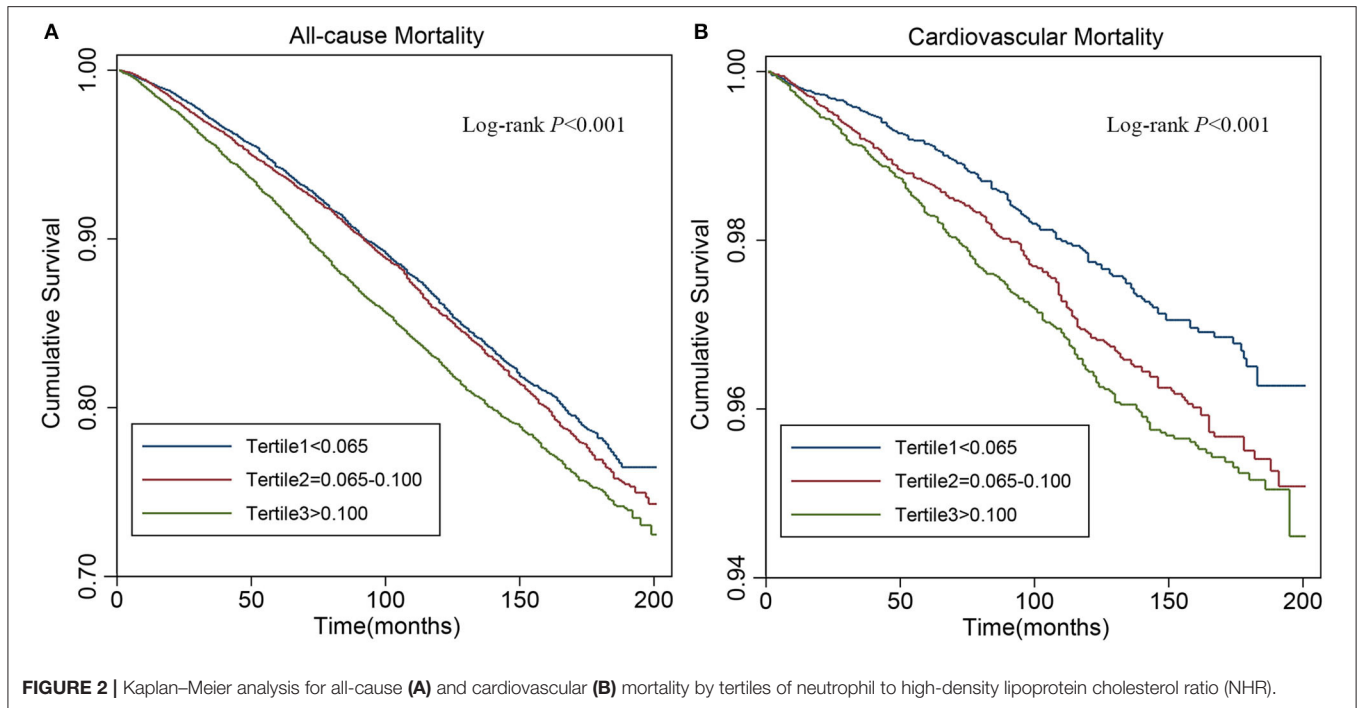 A
All-cause Mortality
Log-rank P<0.001
Cumulative Survival
1.00
0.90
0.80
0.70
Tertile1<0.065
Tertile2=0.065-0.100
Tertile3>0.100
0
50
100
150
200
Time(months)
B
Cardiovascular Mortality
Log-rank P<0.001
Cumulative Survival
1.00
0.98
0.96
0.94
Tertile1<0.065
Tertile2=0.065-0.100
Tertile3>0.100
0
50
100
150
200
Time(months)
FIGURE 2 | Kaplan–Meier analysis for all-cause (A) and cardiovascular (B) mortality by tertiles of neutrophil to high-density lipoprotein cholesterol ratio (NHR).